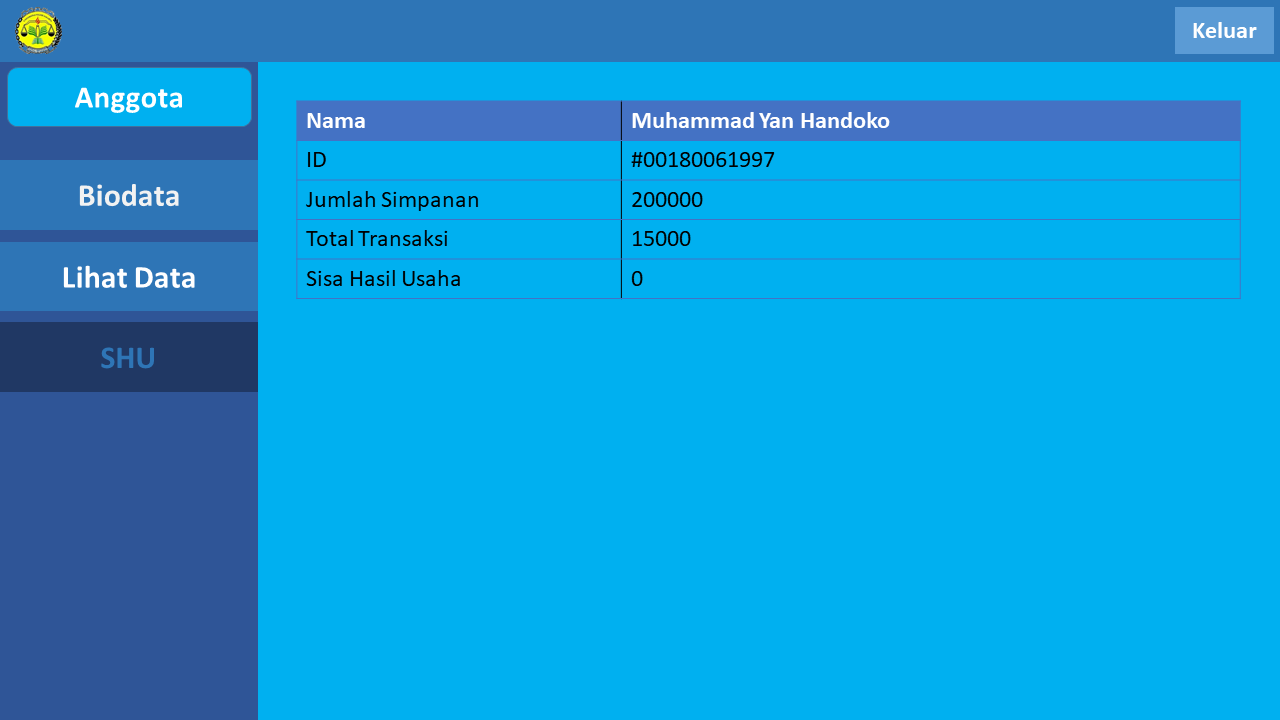 Keluar
Anggota
Biodata
Lihat Data
SHU
Nama Muhammad Yan Handoko
ID #00180061997
Jumlah Simpanan 200000
Total Transaksi 15000
Sisa Hasil Usaha 0